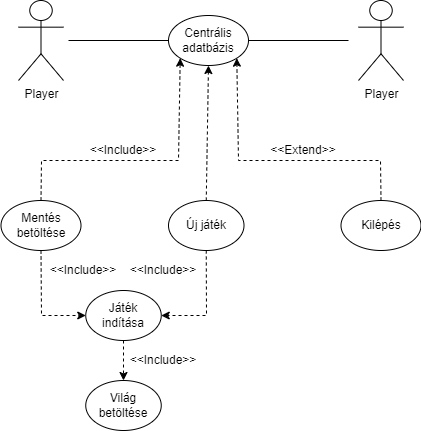 Centrális
adatbázis
Player
Player
<<Include>>
<<Extend>>
Mentés
betöltése
Új játék
Kilépés
<<Include>>
<<Include>>
Játék
indítása
<<Include>>
Világ
betöltése